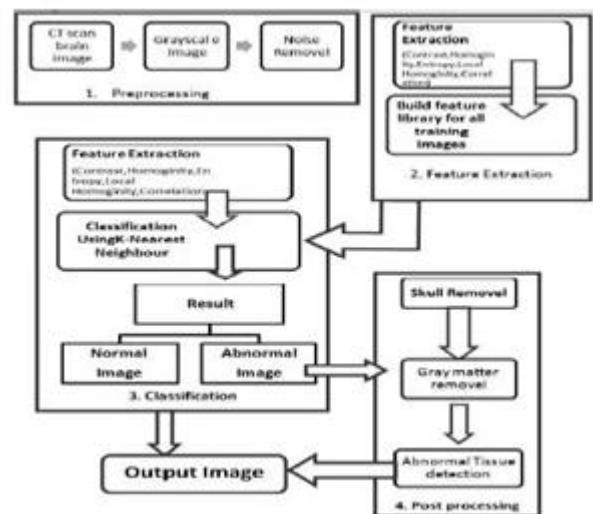 CT scan
brain
image
Grayscale
Image
Noise
Removel
1. Preprocessing
Feature
Extraction
(Contrast,Homogin
ity,Entropy,Local
Homoginity,Correl
ation)
Build feature
library for all
training
images
2. Feature Extraction
Feature Extraction
(Contrast,Homoginity,En
tropy,Local
Homoginity,Correlation)
Classification
UsingK-Nearest
Neighbour
Result
Normal
Image
Abnormal
Image
3. Classification
Skull Removel
Gray matter
removel
Abnormal Tissue
detection
4. Post processing
Output Image